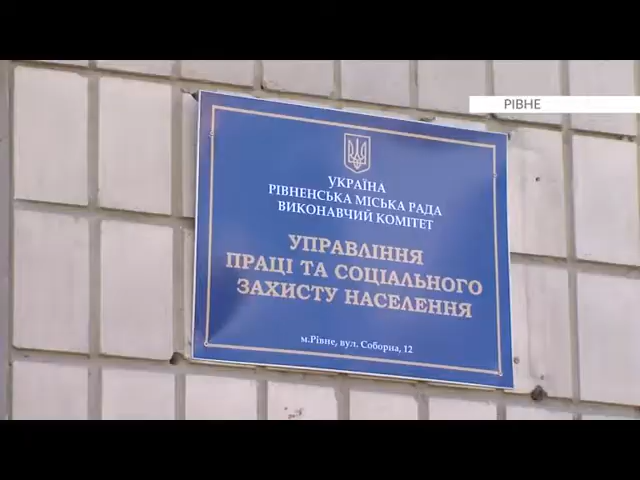 РІВНЕ
УКРАЇНА
РІВНЕНСЬКА МІСЬКА РАДА
ВИКОНАВЧИЙ КОМІТЕТ
УПРАВЛІННЯ
ПРАЦІ ТА СОЦІАЛЬНОГО
ЗАХИСТУ НАСЕЛЕННЯ
м.Рівне, вул. Соборна, 12